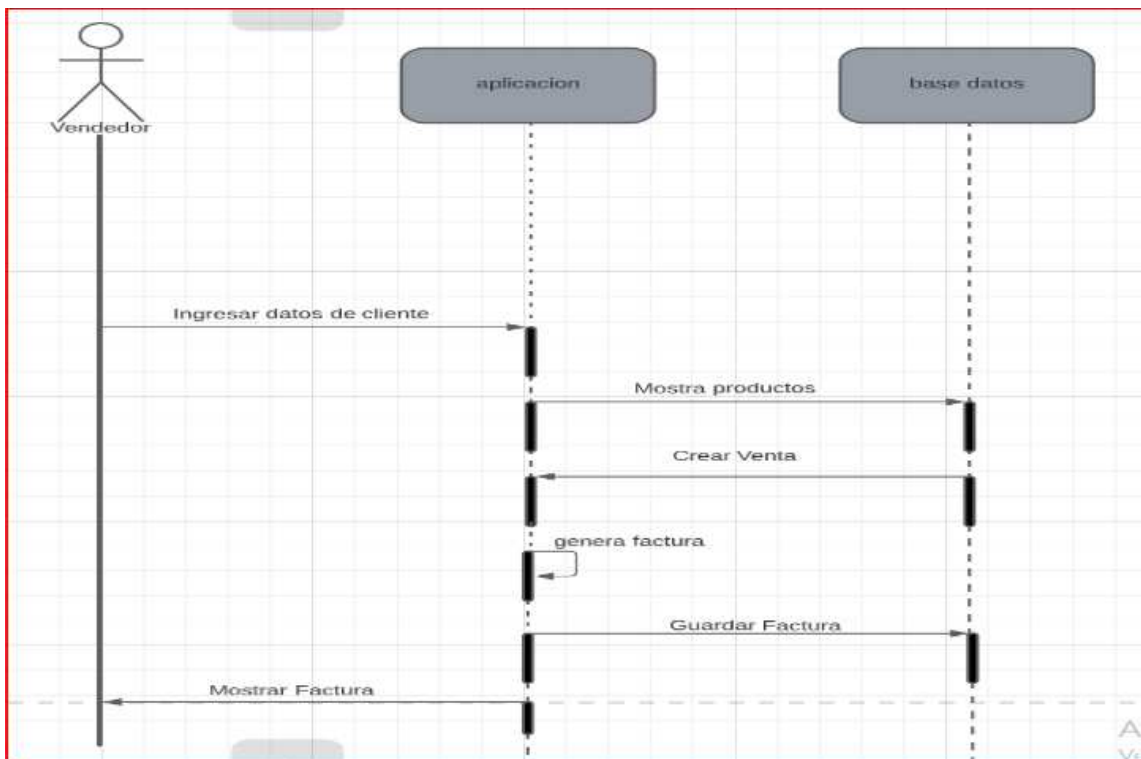 Vendedor
aplicacion
base datos
Ingresar datos de cliente
Mostra productos
Crear Venta
genera factura
Guardar Factura
Mostrar Factura